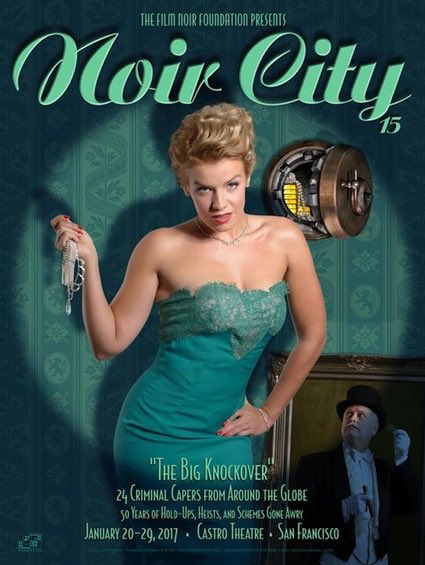 THE FILM NOIR FOUNDATION PRESENTS
Noir City
15
"THE BIG KNOCKOVER"
24 CRIMINAL CAPERS FROM AROUND THE GLOBE
50 YEARS OF HOLD-UPS, HEISTS, AND SCHEMES GONE AWRY
JANUARY 20–29, 2017 • CASTRO THEATRE • SAN FRANCISCO